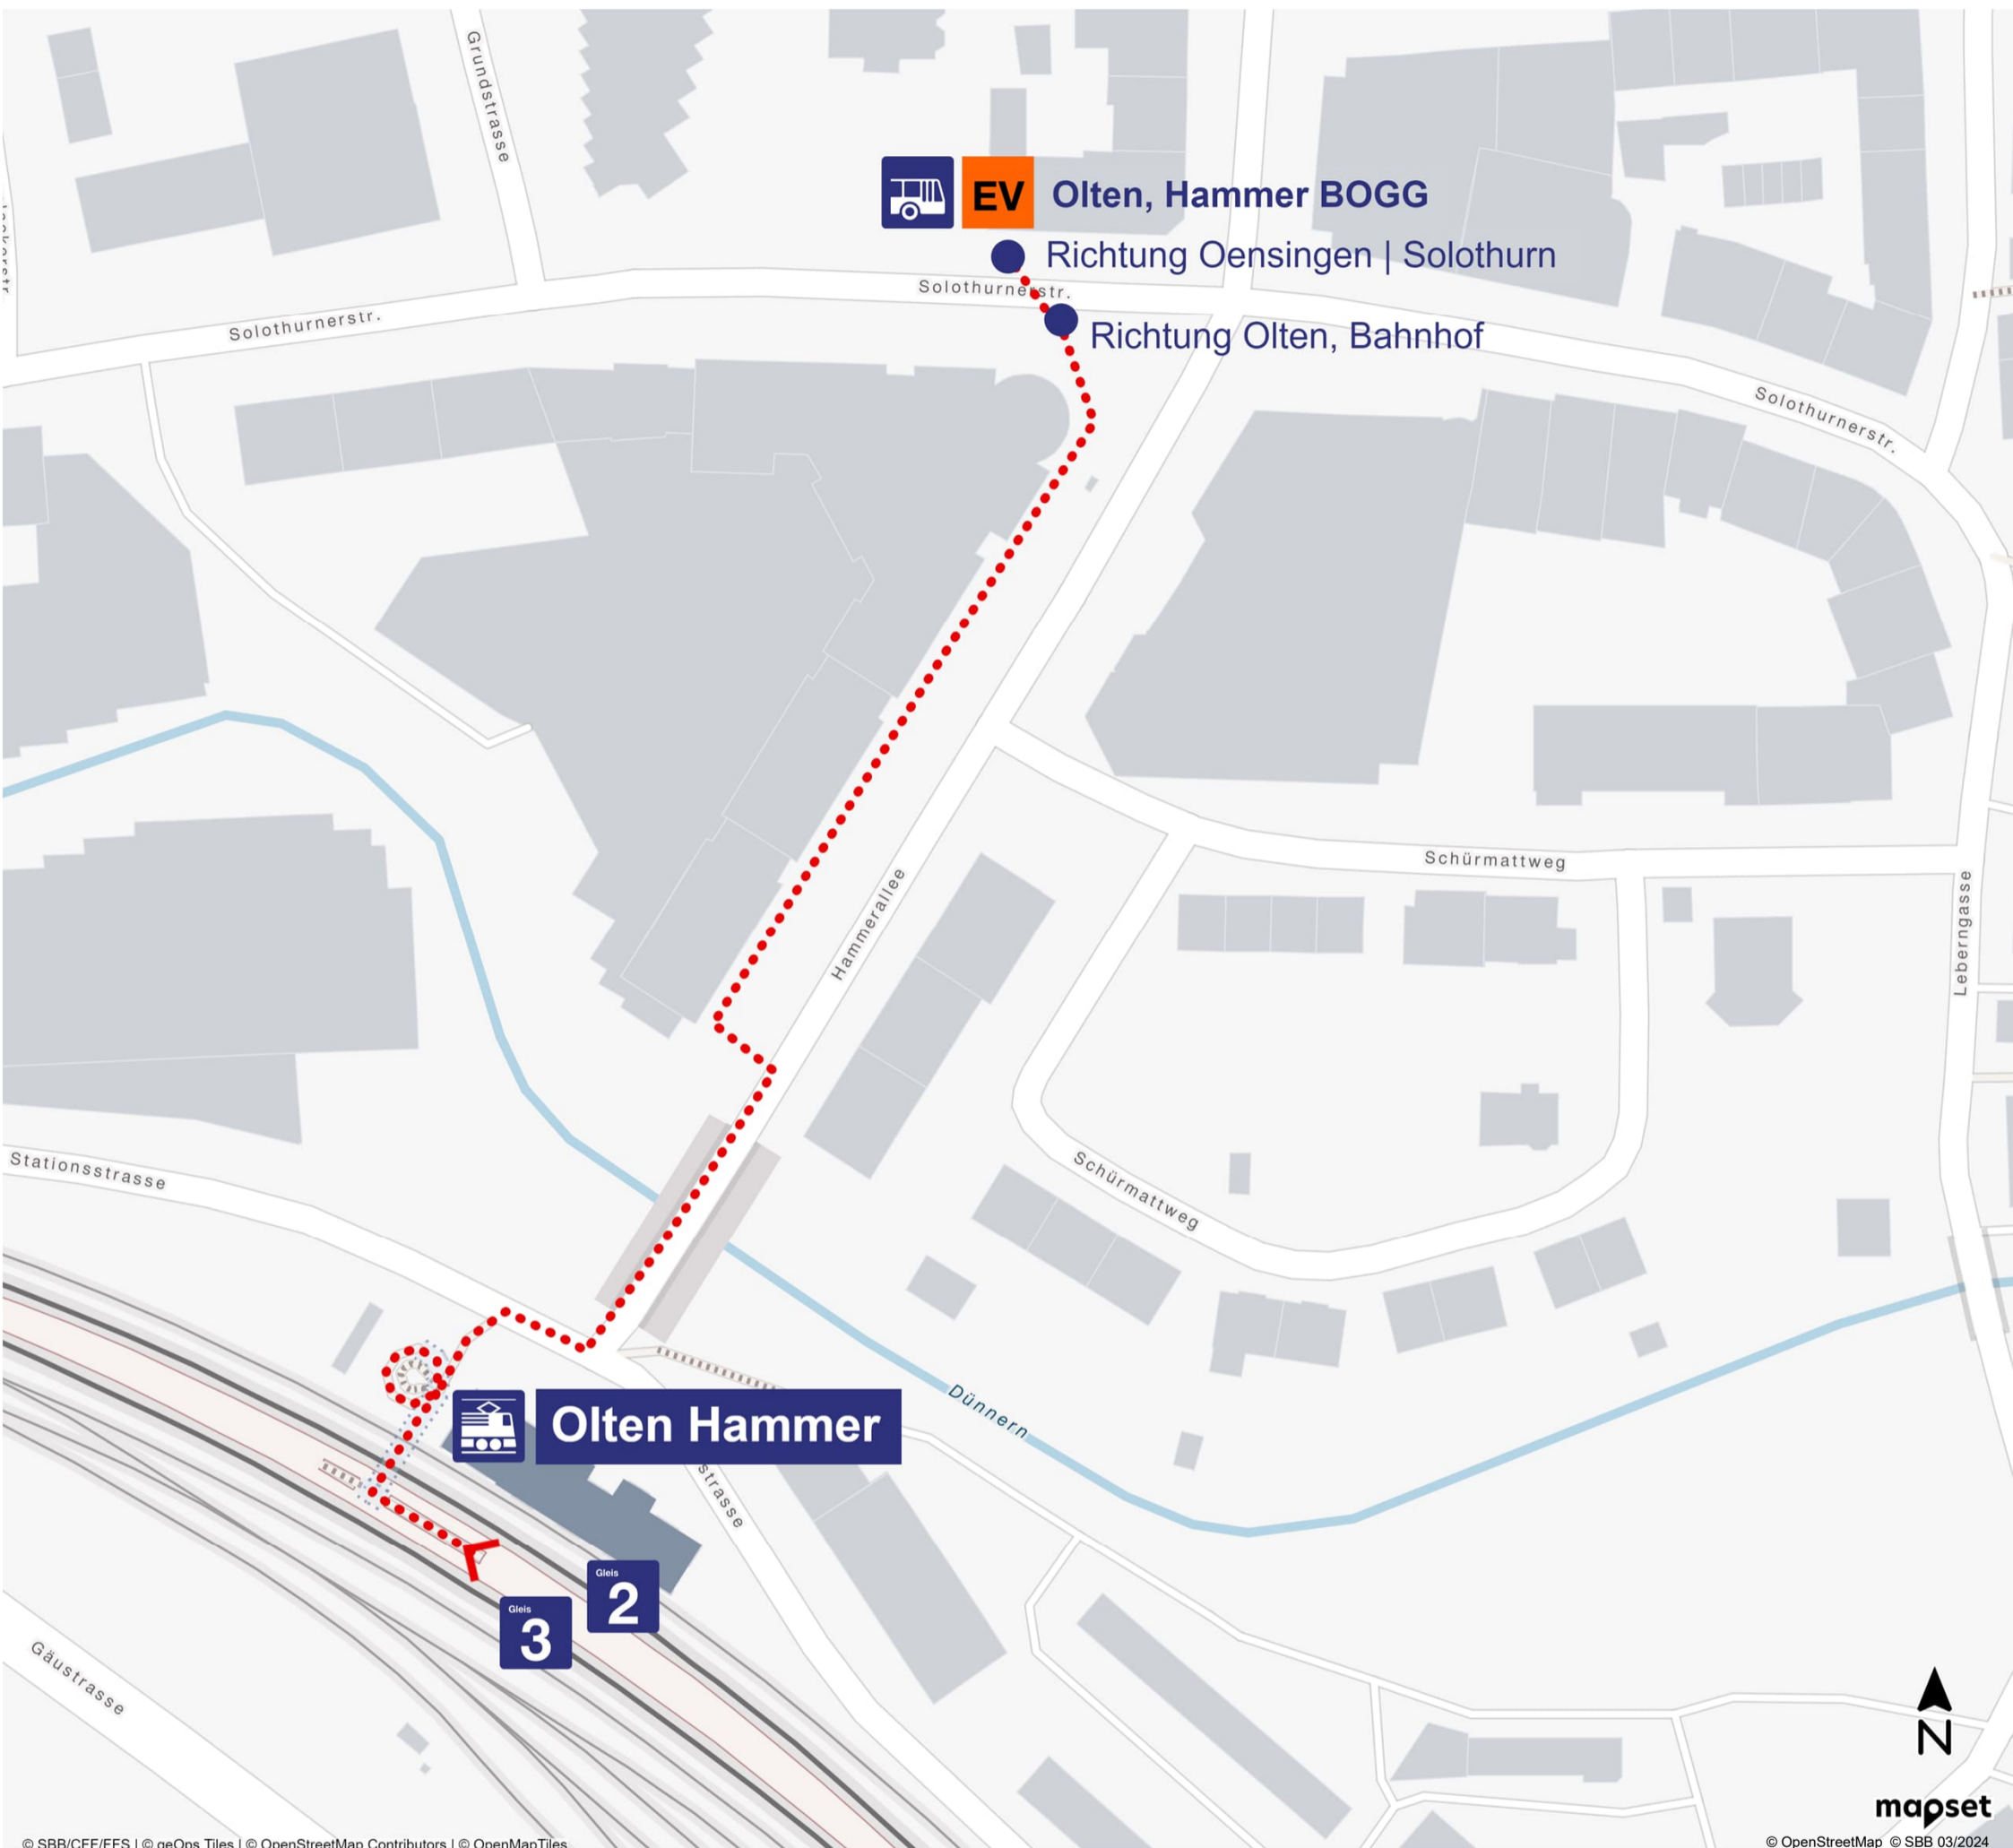 Grundstrasse
EV Olten, Hammer BOGG
Richtung Oensingen | Solothurn
Solothurnerstr.
Richtung Olten, Bahnhof
Solothurnerstr.
Solothurnerstr.
Schürmattweg
Hammerallee
Leberngasse
Stationsstrasse
Schürmattweg
Dünnern
Olten Hammer
strasse
Gleis
2
Gleis
3
Gäustrasse
N
mapset
© SBB/CFF/FFS | © geOps Tiles | © OpenStreetMap Contributors | © OpenMapTiles
© OpenStreetMap © SBB 03/2024